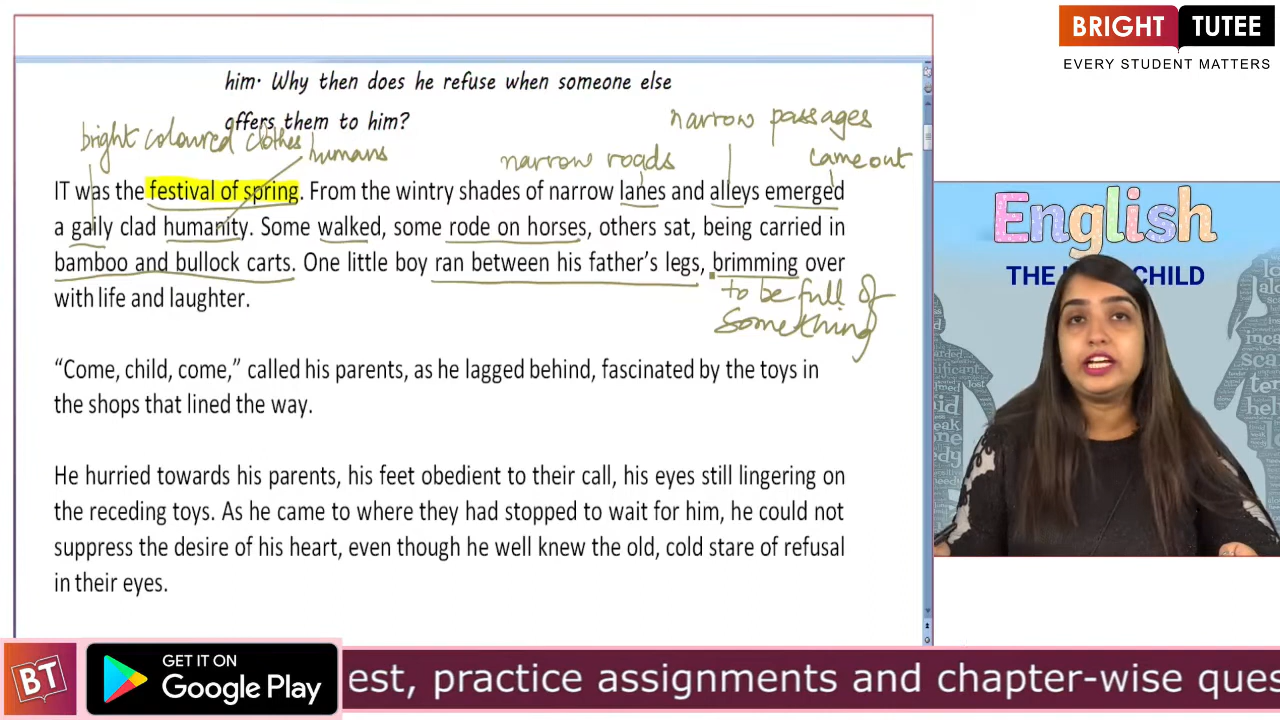 BRIGHT TUTEE
EVERY STUDENT MATTERS
him. Why then does he refuse when someone else
offers them to him?
bright coloured clothes
humans
narrow roads
narrow passages
came out
IT was the festival of spring. From the wintry shades of narrow lanes and alleys emerged
a gaily clad humanity. Some walked, some rode on horses, others sat, being carried in
bamboo and bullock carts. One little boy ran between his father's legs, brimming over
with life and laughter.
to be full of
something
“Come, child, come,” called his parents, as he lagged behind, fascinated by the toys in
the shops that lined the way.
He hurried towards his parents, his feet obedient to their call, his eyes still lingering on
the receding toys. As he came to where they had stopped to wait for him, he could not
suppress the desire of his heart, even though he well knew the old, cold stare of refusal
in their eyes.
English
THE CHILD
BT
GET IT ON
Google Play
est, practice assignments and chapter-wise ques